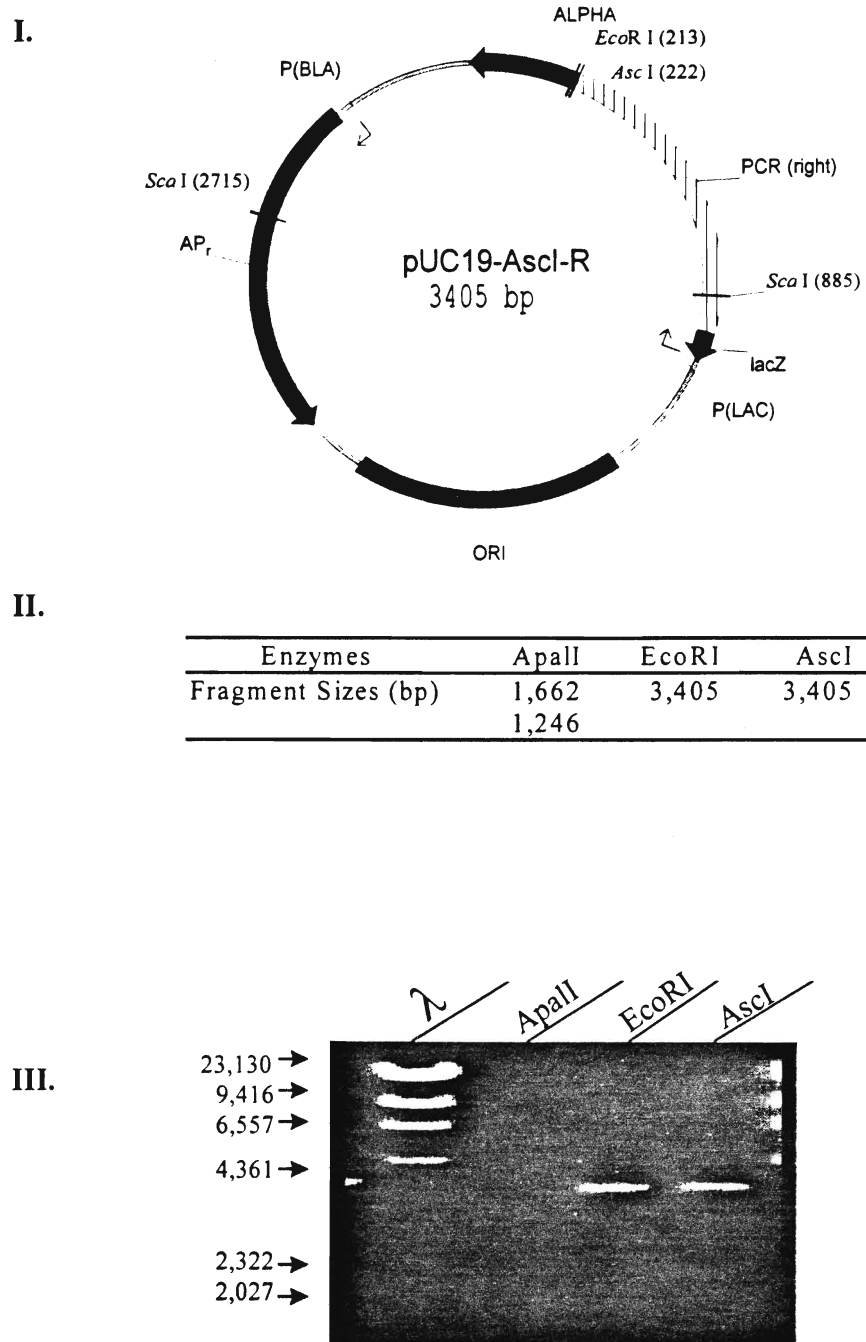 I.
ALPHA
EcoR I (213)
P(BLA)
Asc I (222)
PCR (right)
Sca I (2715)
APr
pUC19-AscI-R
3405 bp
Sca I (885)
lacZ
P(LAC)
ORI
II.
Enzymes ApalI EcoRI AscI
Fragment Sizes (bp) 1,662 3,405 3,405
1,246
λ ApalI EcoRI AscI
III.
23,130
9,416
6,557
4,361
2,322
2,027